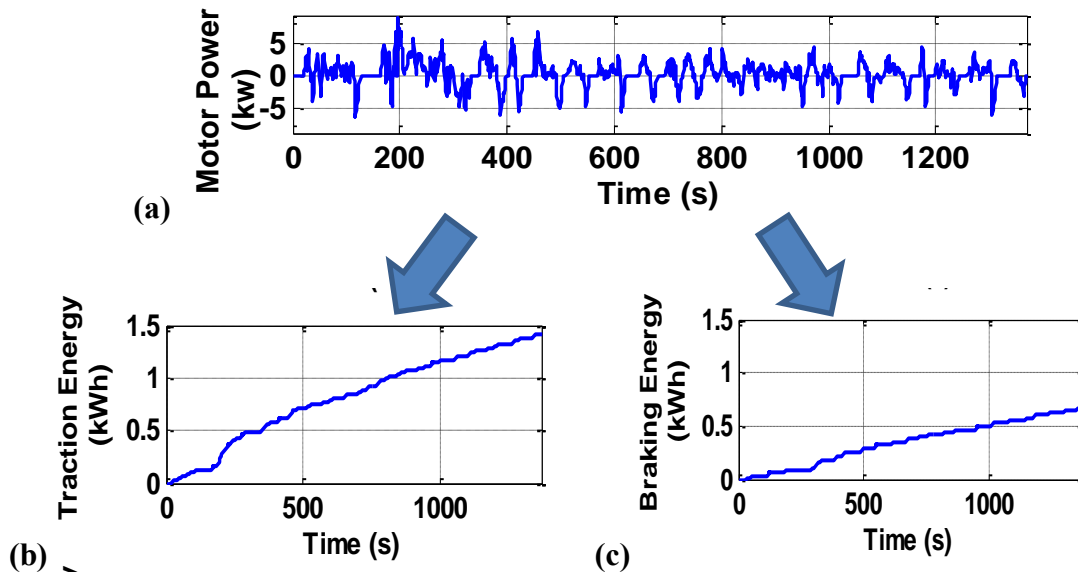 Motor Power
(kw)
5
0
-5
0 200 400 600 800 1000 1200
Time (s)
(a)
Traction Energy
(kWh)
1.5
1
0.5
0
0 500 1000
Time (s)
(b)
Braking Energy
(kWh)
1.5
1
0.5
0
0 500 1000
Time (s)
(c)